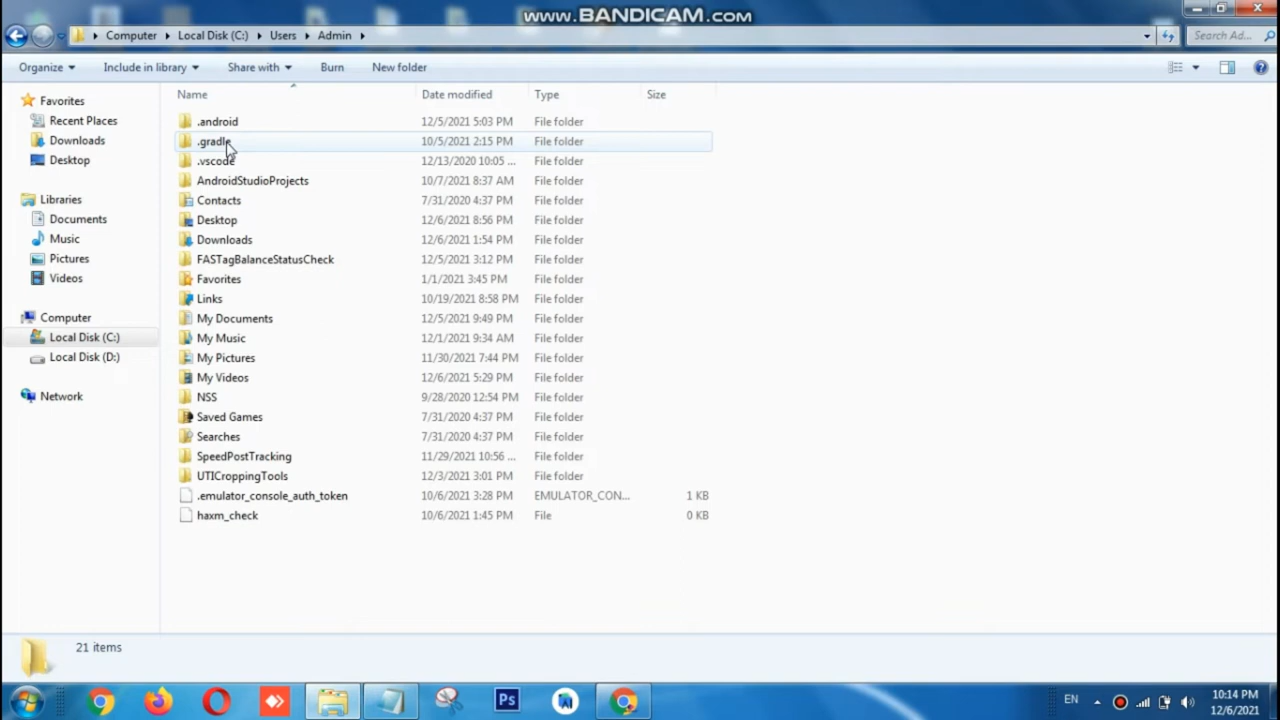 www.BANDICAM.com
Computer Local Disk (C:) Users Admin
Search Ad...
Organize Include in library Share with Burn New folder
Name Date modified Type Size
Favorites
Recent Places
Downloads
Desktop
Libraries
Documents
Music
Pictures
Videos
Computer
Local Disk (C:)
Local Disk (D:)
Network
.android 12/5/2021 5:03 PM File folder
.gradle 10/5/2021 2:15 PM File folder
.vscode 12/13/2020 10:05 ... File folder
AndroidStudioProjects 10/7/2021 8:37 AM File folder
Contacts 7/31/2020 4:37 PM File folder
Desktop 12/6/2021 8:56 PM File folder
Downloads 12/6/2021 1:54 PM File folder
FASTagBalanceStatusCheck 12/5/2021 3:12 PM File folder
Favorites 1/1/2021 3:45 PM File folder
Links 10/19/2021 8:58 PM File folder
My Documents 12/5/2021 9:49 PM File folder
My Music 12/1/2021 9:34 AM File folder
My Pictures 11/30/2021 7:44 PM File folder
My Videos 12/6/2021 5:29 PM File folder
NSS 9/28/2020 12:54 PM File folder
Saved Games 7/31/2020 4:37 PM File folder
Searches 7/31/2020 4:37 PM File folder
SpeedPostTracking 11/29/2021 10:56 ... File folder
UTICroppingTools 12/3/2021 3:01 PM File folder
.emulator_console_auth_token 10/6/2021 3:28 PM EMULATOR_CON... 1 KB
haxm_check 10/6/2021 1:45 PM File 0 KB
21 items
Ps
EN
10:14 PM
12/6/2021